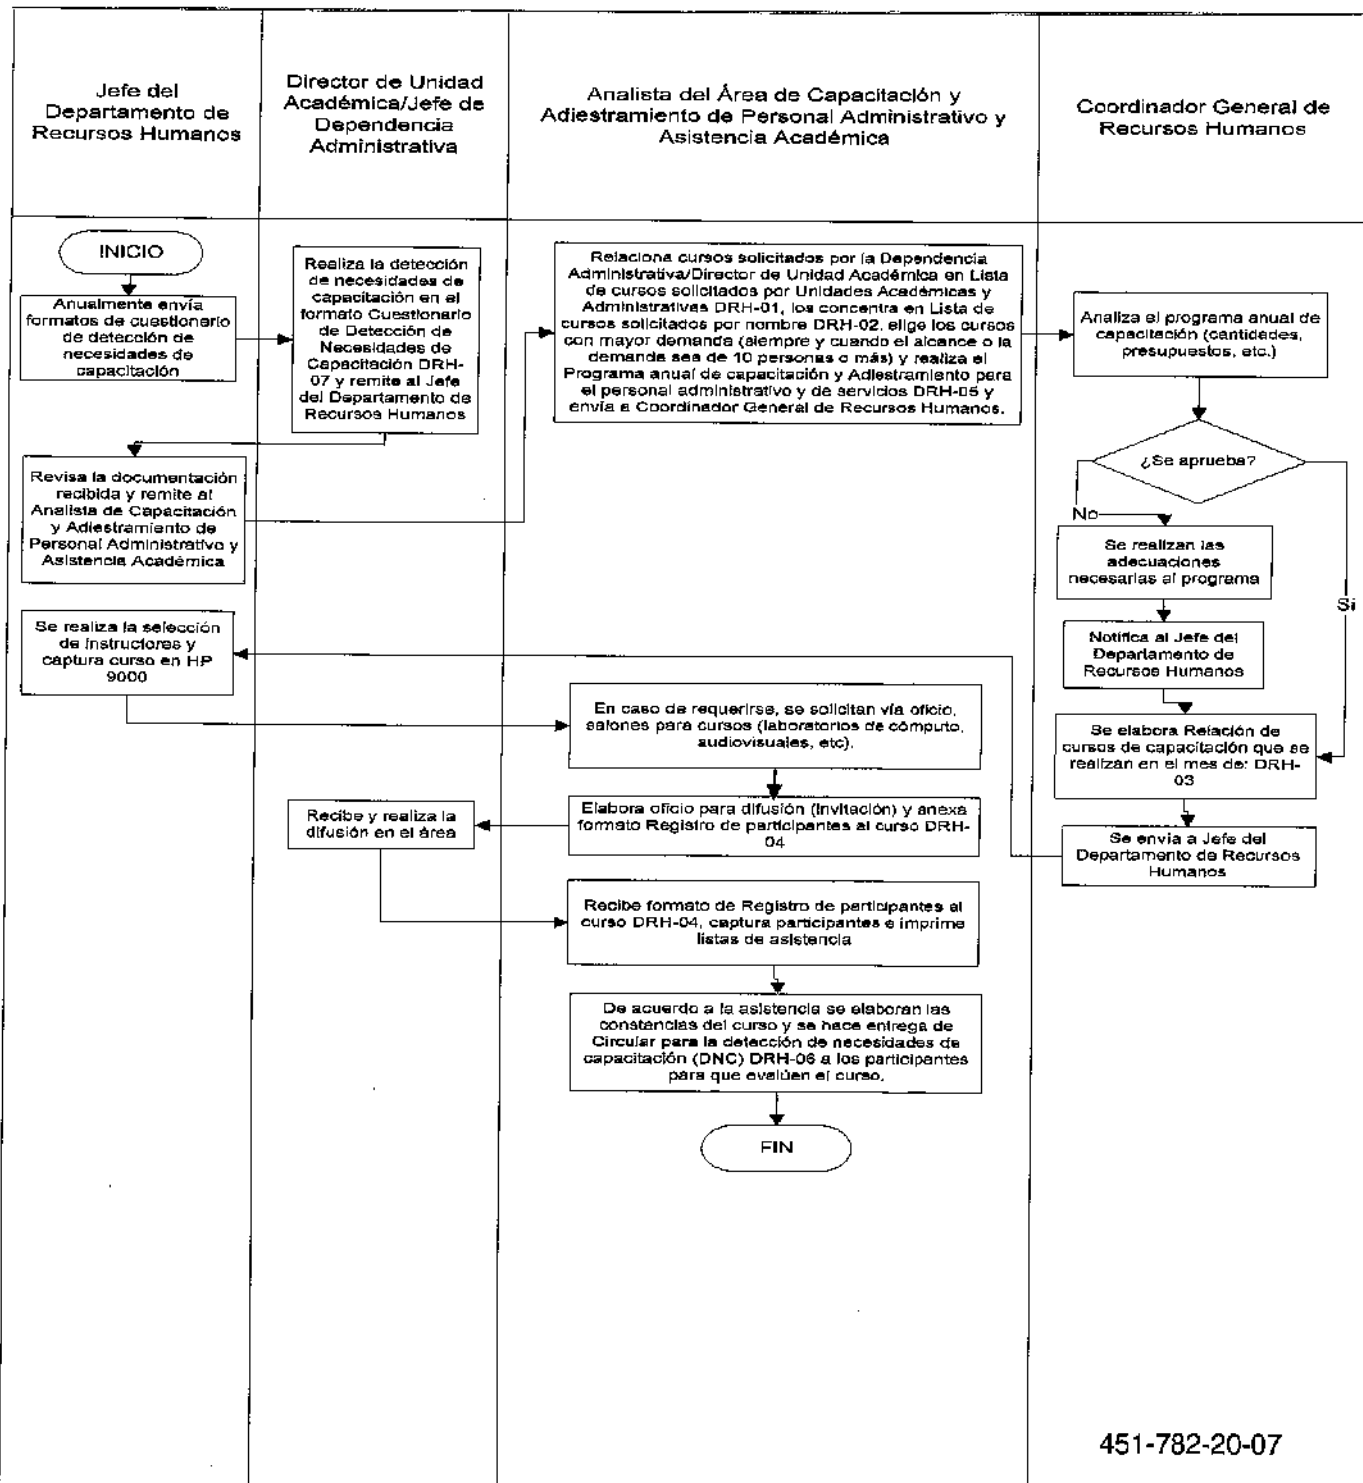 Jefe del
Departamento de
Recursos Humanos
Director de Unidad
Académica/Jefe de
Dependencia
Administrativa
Analista del Área de Capacitación y
Adiestramiento de Personal Administrativo y
Asistencia Académica
Coordinador General de
Recursos Humanos
INICIO
Anualmente envía
formatos de cuestionario
de detección de
necesidades de
capacitación
Realiza la detección
de necesidades de
capacitación en el
formato Cuestionario
de Detección de
Necesidades de
Capacitación DRH-
07 y remite al Jefe
del Departamento de
Recursos Humanos
Relaciona cursos solicitados por la Dependencia
Administrativa/Director de Unidad Académica en Lista
de cursos solicitados por Unidades Académicas y
Administrativas DRH-01, los concentra en Lista de
cursos solicitados por nombre DRH-02, elige los cursos
con mayor demanda (siempre y cuando el alcance o la
demanda sea de 10 personas o más) y realiza el
Programa anual de capacitación y Adiestramiento para
el personal administrativo y de servicios DRH-05 y
envía a Coordinador General de Recursos Humanos.
Analiza el programa anual de
capacitación (cantidades,
presupuestos, etc.)
¿Se aprueba?
No
Si
Revisa la documentación
recibida y remite al
Analista de Capacitación
y Adiestramiento de
Personal Administrativo y
Asistencia Académica
Se realizan las
adecuaciones
necesarias al programa
Notifica al Jefe del
Departamento de
Recursos Humanos
Se realiza la selección
de instructores y
captura curso en HP
9000
En caso de requerirse, se solicitan vía oficio,
salones para cursos (laboratorios de cómputo,
audiovisuales, etc).
Se elabora Relación de
cursos de capacitación que se
realizan en el mes de: DRH-
03
Recibe y realiza la
difusión en el área
Elabora oficio para difusión (invitación) y anexa
formato Registro de participantes al curso DRH-
04
Se envía a Jefe del
Departamento de Recursos
Humanos
Recibe formato de Registro de participantes al
curso DRH-04, captura participantes e imprime
listas de asistencia
De acuerdo a la asistencia se elaboran las
constancias del curso y se hace entrega de
Circular para la detección de necesidades de
capacitación (DNC) DRH-06 a los participantes
para que evalúen el curso.
FIN
451-782-20-07